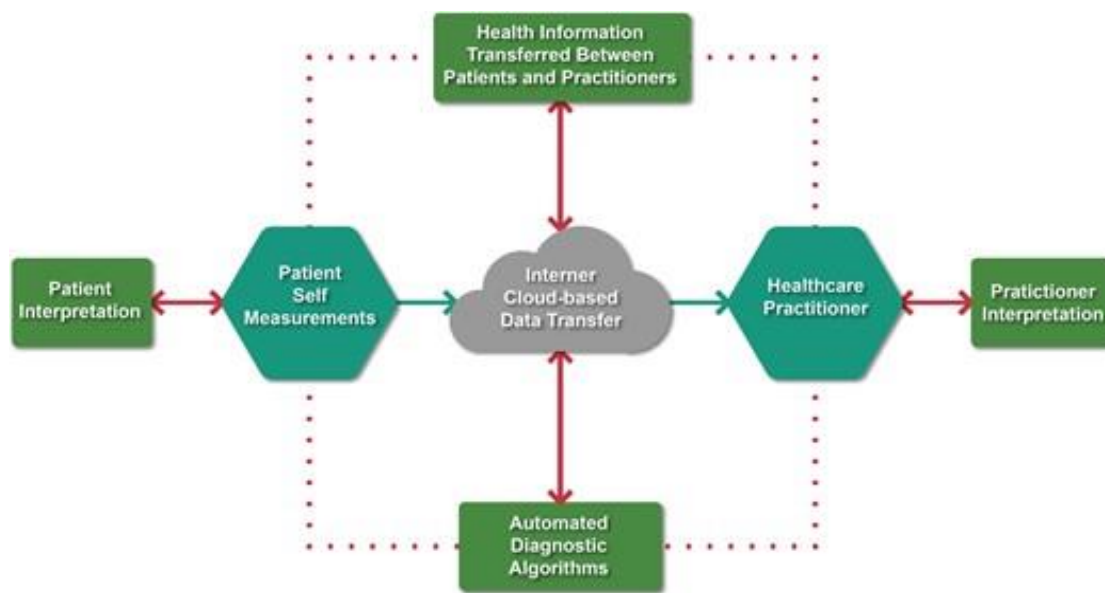 Health Information
Transferred Between
Patients and Practitioners
Patient
Interpretation
Patient
Self
Measurements
Interner
Cloud-based
Data Transfer
Healthcare
Practitioner
Pratictioner
Interpretation
Automated
Diagnostic
Algorithms